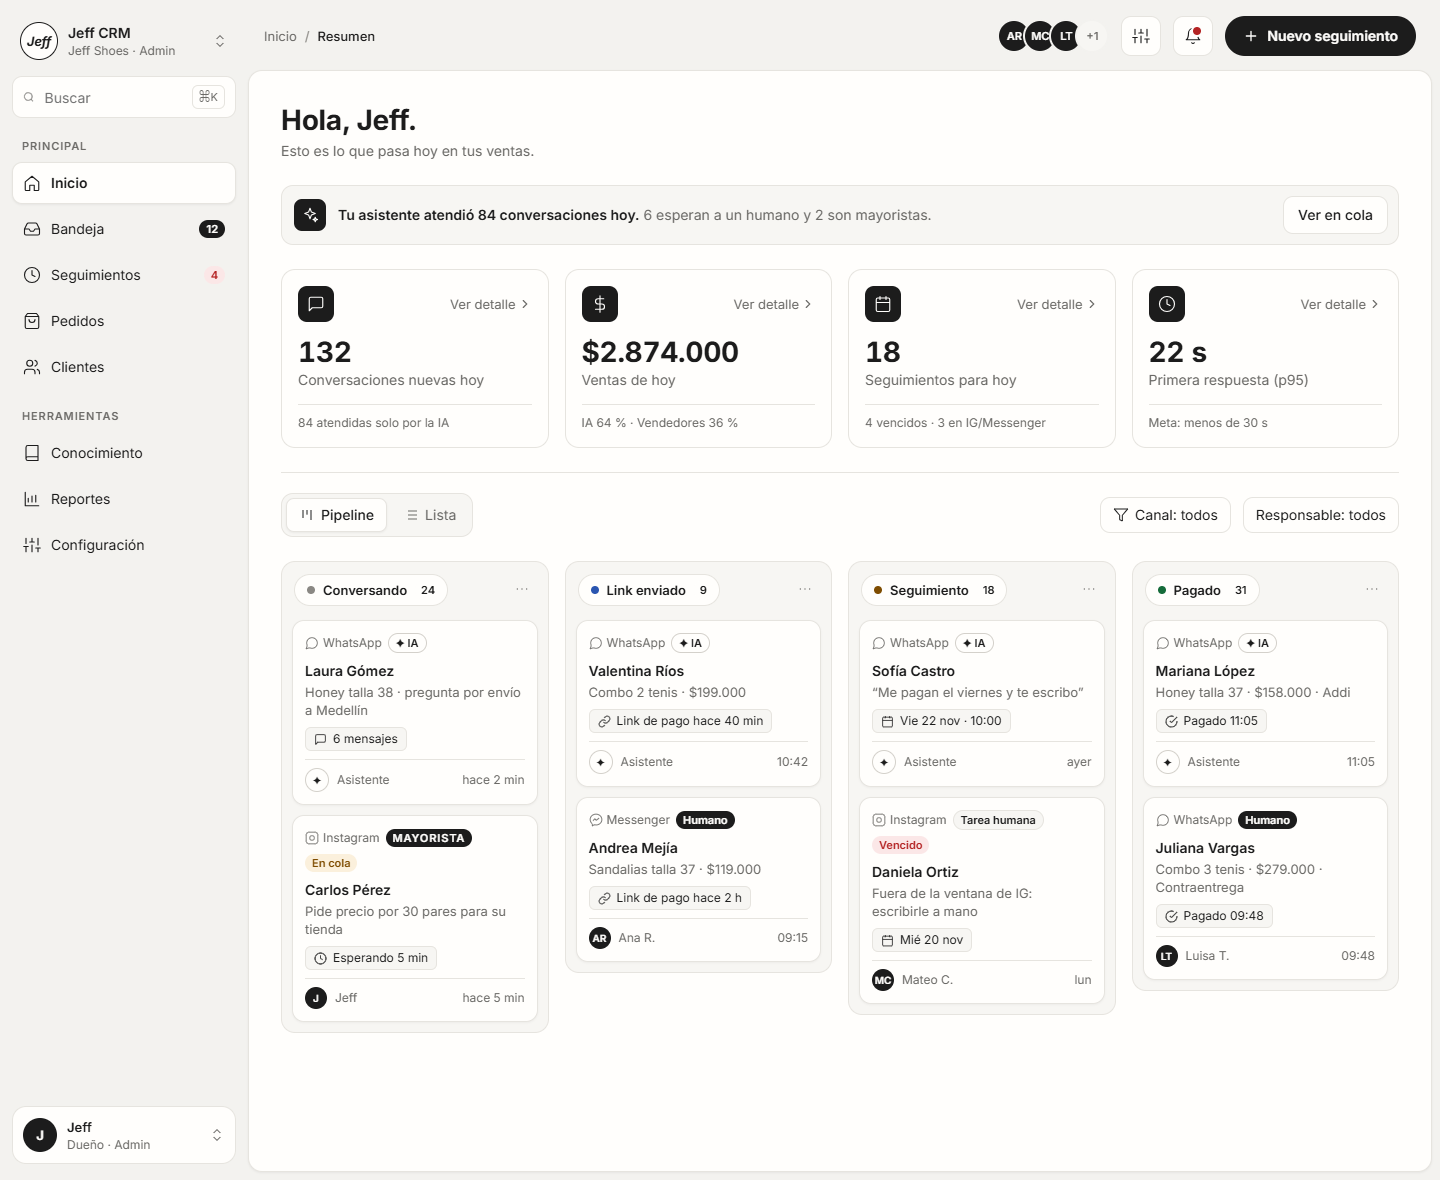 Jeff
Jeff CRM
Jeff Shoes · Admin
Buscar
⌘K
PRINCIPAL
Inicio
Bandeja
12
Seguimientos
4
Pedidos
Clientes
HERRAMIENTAS
Conocimiento
Reportes
Configuración
J
Jeff
Dueño · Admin
Inicio / Resumen
AR
MC
LT
+1
Nuevo seguimiento
Hola, Jeff.
Esto es lo que pasa hoy en tus ventas.
Tu asistente atendió 84 conversaciones hoy. 6 esperan a un humano y 2 son mayoristas.
Ver en cola
Ver detalle
132
Conversaciones nuevas hoy
84 atendidas solo por la IA
Ver detalle
$2.874.000
Ventas de hoy
IA 64 % · Vendedores 36 %
Ver detalle
18
Seguimientos para hoy
4 vencidos · 3 en IG/Messenger
Ver detalle
22 s
Primera respuesta (p95)
Meta: menos de 30 s
Pipeline
Lista
Canal: todos
Responsable: todos
Conversando 24
WhatsApp
✦ IA
Laura Gómez
Honey talla 38 · pregunta por envío
a Medellín
6 mensajes
✦
Asistente
hace 2 min
Instagram
MAYORISTA
En cola
Carlos Pérez
Pide precio por 30 pares para su
tienda
Esperando 5 min
J
Jeff
hace 5 min
Link enviado 9
WhatsApp
✦ IA
Valentina Ríos
Combo 2 tenis · $199.000
Link de pago hace 40 min
✦
Asistente
10:42
Messenger
Humano
Andrea Mejía
Sandalias talla 37 · $119.000
Link de pago hace 2 h
AR
Ana R.
09:15
Seguimiento 18
WhatsApp
✦ IA
Sofía Castro
“Me pagan el viernes y te escribo”
Vie 22 nov · 10:00
✦
Asistente
ayer
Instagram
Tarea humana
Vencido
Daniela Ortiz
Fuera de la ventana de IG:
escribirle a mano
Mié 20 nov
MC
Mateo C.
lun
Pagado 31
WhatsApp
✦ IA
Mariana López
Honey talla 37 · $158.000 · Addi
Pagado 11:05
✦
Asistente
11:05
WhatsApp
Humano
Juliana Vargas
Combo 3 tenis · $279.000 ·
Contraentrega
Pagado 09:48
LT
Luisa T.
09:48